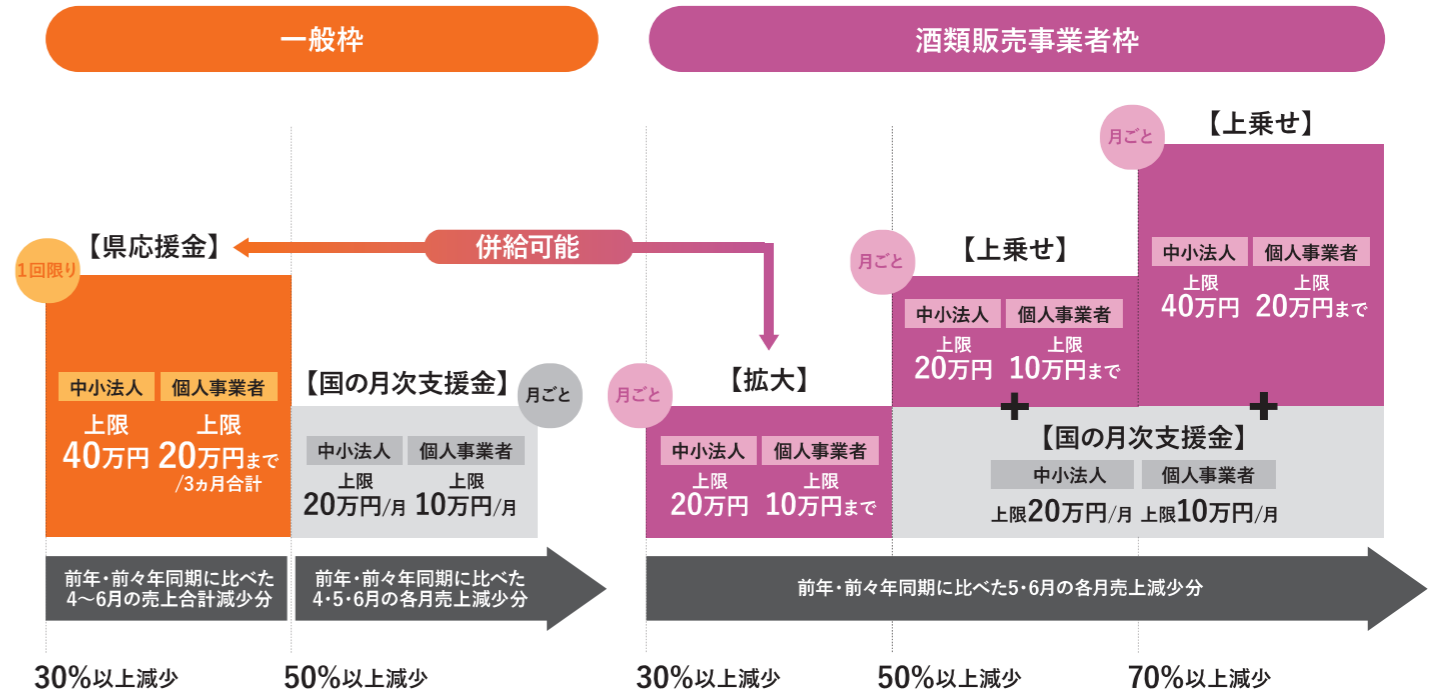 一般枠
1回限り
【県応援金】
中小法人
個人事業者
上限
40万円
上限
20万円まで
/3ヵ月合計
【国の月次支援金】
月ごと
中小法人
個人事業者
上限
20万円/月
上限
10万円/月
前年・前々年同期に比べた
4〜6月の売上合計減少分
前年・前々年同期に比べた
4・5・6月の各月売上減少分
30%以上減少
50%以上減少
併給可能
酒類販売事業者枠
月ごと
【拡大】
中小法人
個人事業者
上限
20万円
上限
10万円まで
月ごと
【上乗せ】
中小法人
個人事業者
上限
20万円
上限
10万円まで
+
月ごと
【上乗せ】
中小法人
個人事業者
上限
40万円
上限
20万円まで
+
【国の月次支援金】
中小法人
個人事業者
上限20万円/月
上限10万円/月
前年・前々年同期に比べた5・6月の各月売上減少分
30%以上減少
50%以上減少
70%以上減少